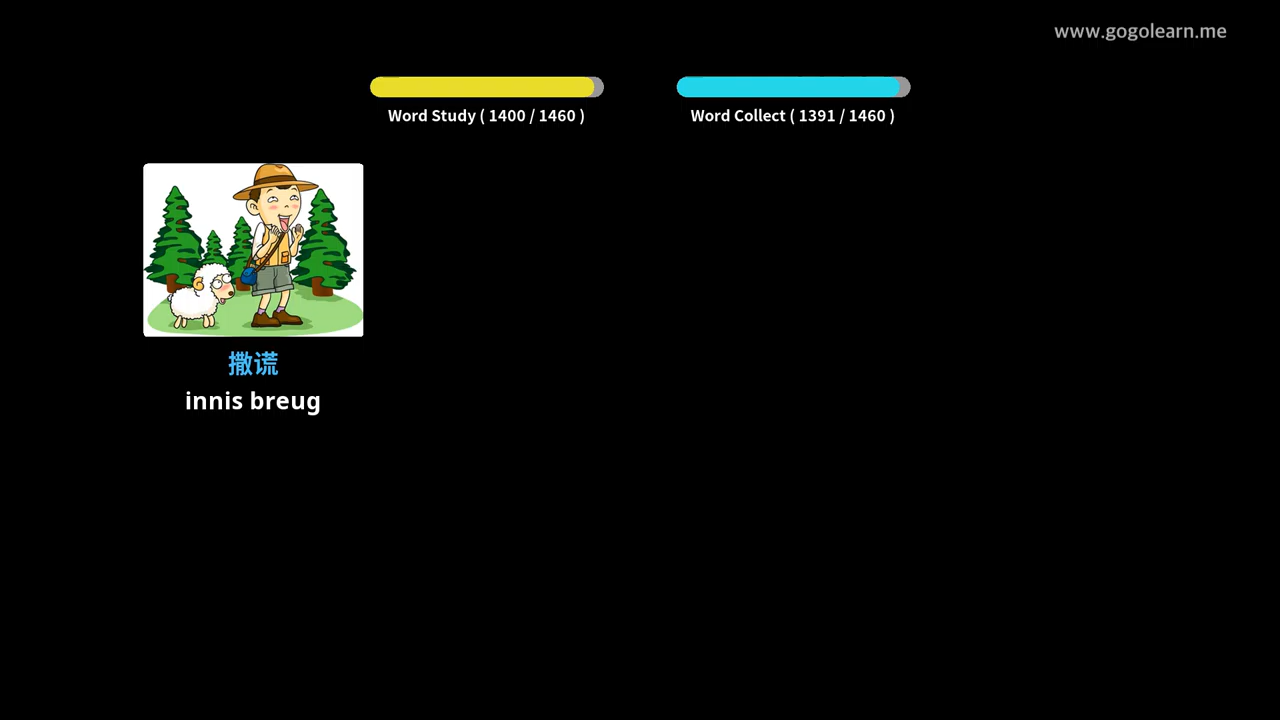 www.gogolearn.me
Word Study ( 1400 / 1460 )
Word Collect ( 1391 / 1460 )
撒谎
innis breug